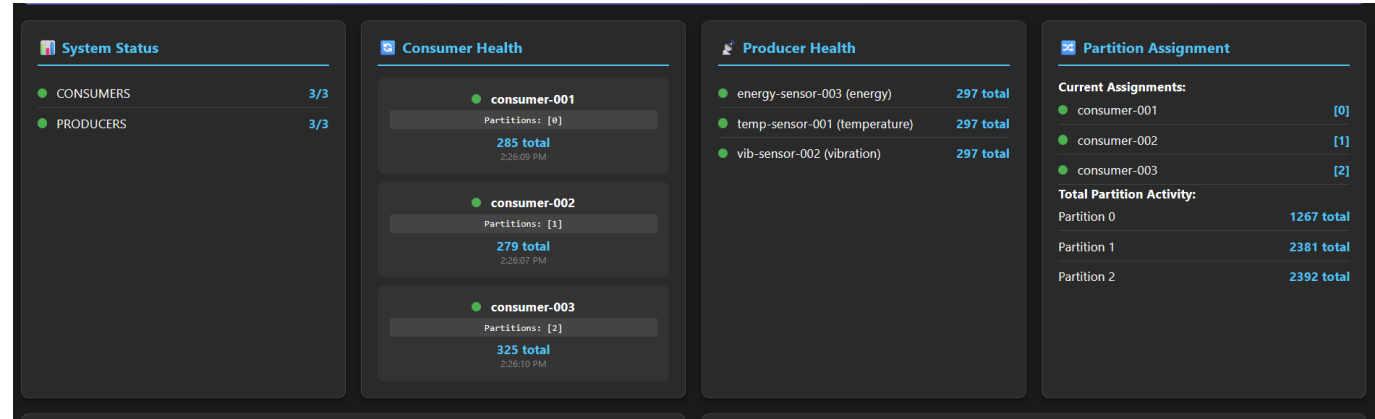 System Status
CONSUMERS 3/3
PRODUCERS 3/3
Consumer Health
consumer-001
Partitions: [0]
285 total
2:26:09 PM
consumer-002
Partitions: [1]
279 total
2:26:07 PM
consumer-003
Partitions: [2]
325 total
2:26:10 PM
Producer Health
energy-sensor-003 (energy) 297 total
temp-sensor-001 (temperature) 297 total
vib-sensor-002 (vibration) 297 total
Partition Assignment
Current Assignments:
consumer-001 [0]
consumer-002 [1]
consumer-003 [2]
Total Partition Activity:
Partition 0 1267 total
Partition 1 2381 total
Partition 2 2392 total